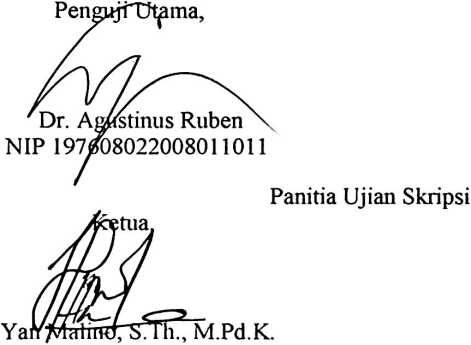 Penguji Utama,
Dr. Agustinus Ruben
NIP 197608022008011011
Panitia Ujian Skripsi
Ketua,
Yan Malino, S.Th., M.Pd.K.